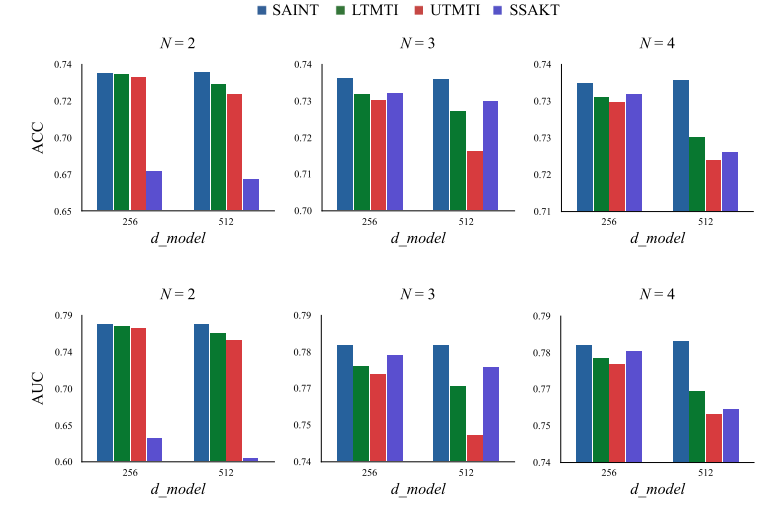 SAINT LTMTI UTMTI SSAKT
N = 2
N = 3
N = 4
ACC
0.74
0.72
0.70
0.67
0.65
256
512
d_model
0.74
0.73
0.72
0.71
0.70
256
512
d_model
0.74
0.73
0.73
0.72
0.71
256
512
d_model
N = 2
N = 3
N = 4
AUC
0.79
0.74
0.70
0.65
0.60
256
512
d_model
0.79
0.78
0.77
0.75
0.74
256
512
d_model
0.79
0.78
0.77
0.75
0.74
256
512
d_model